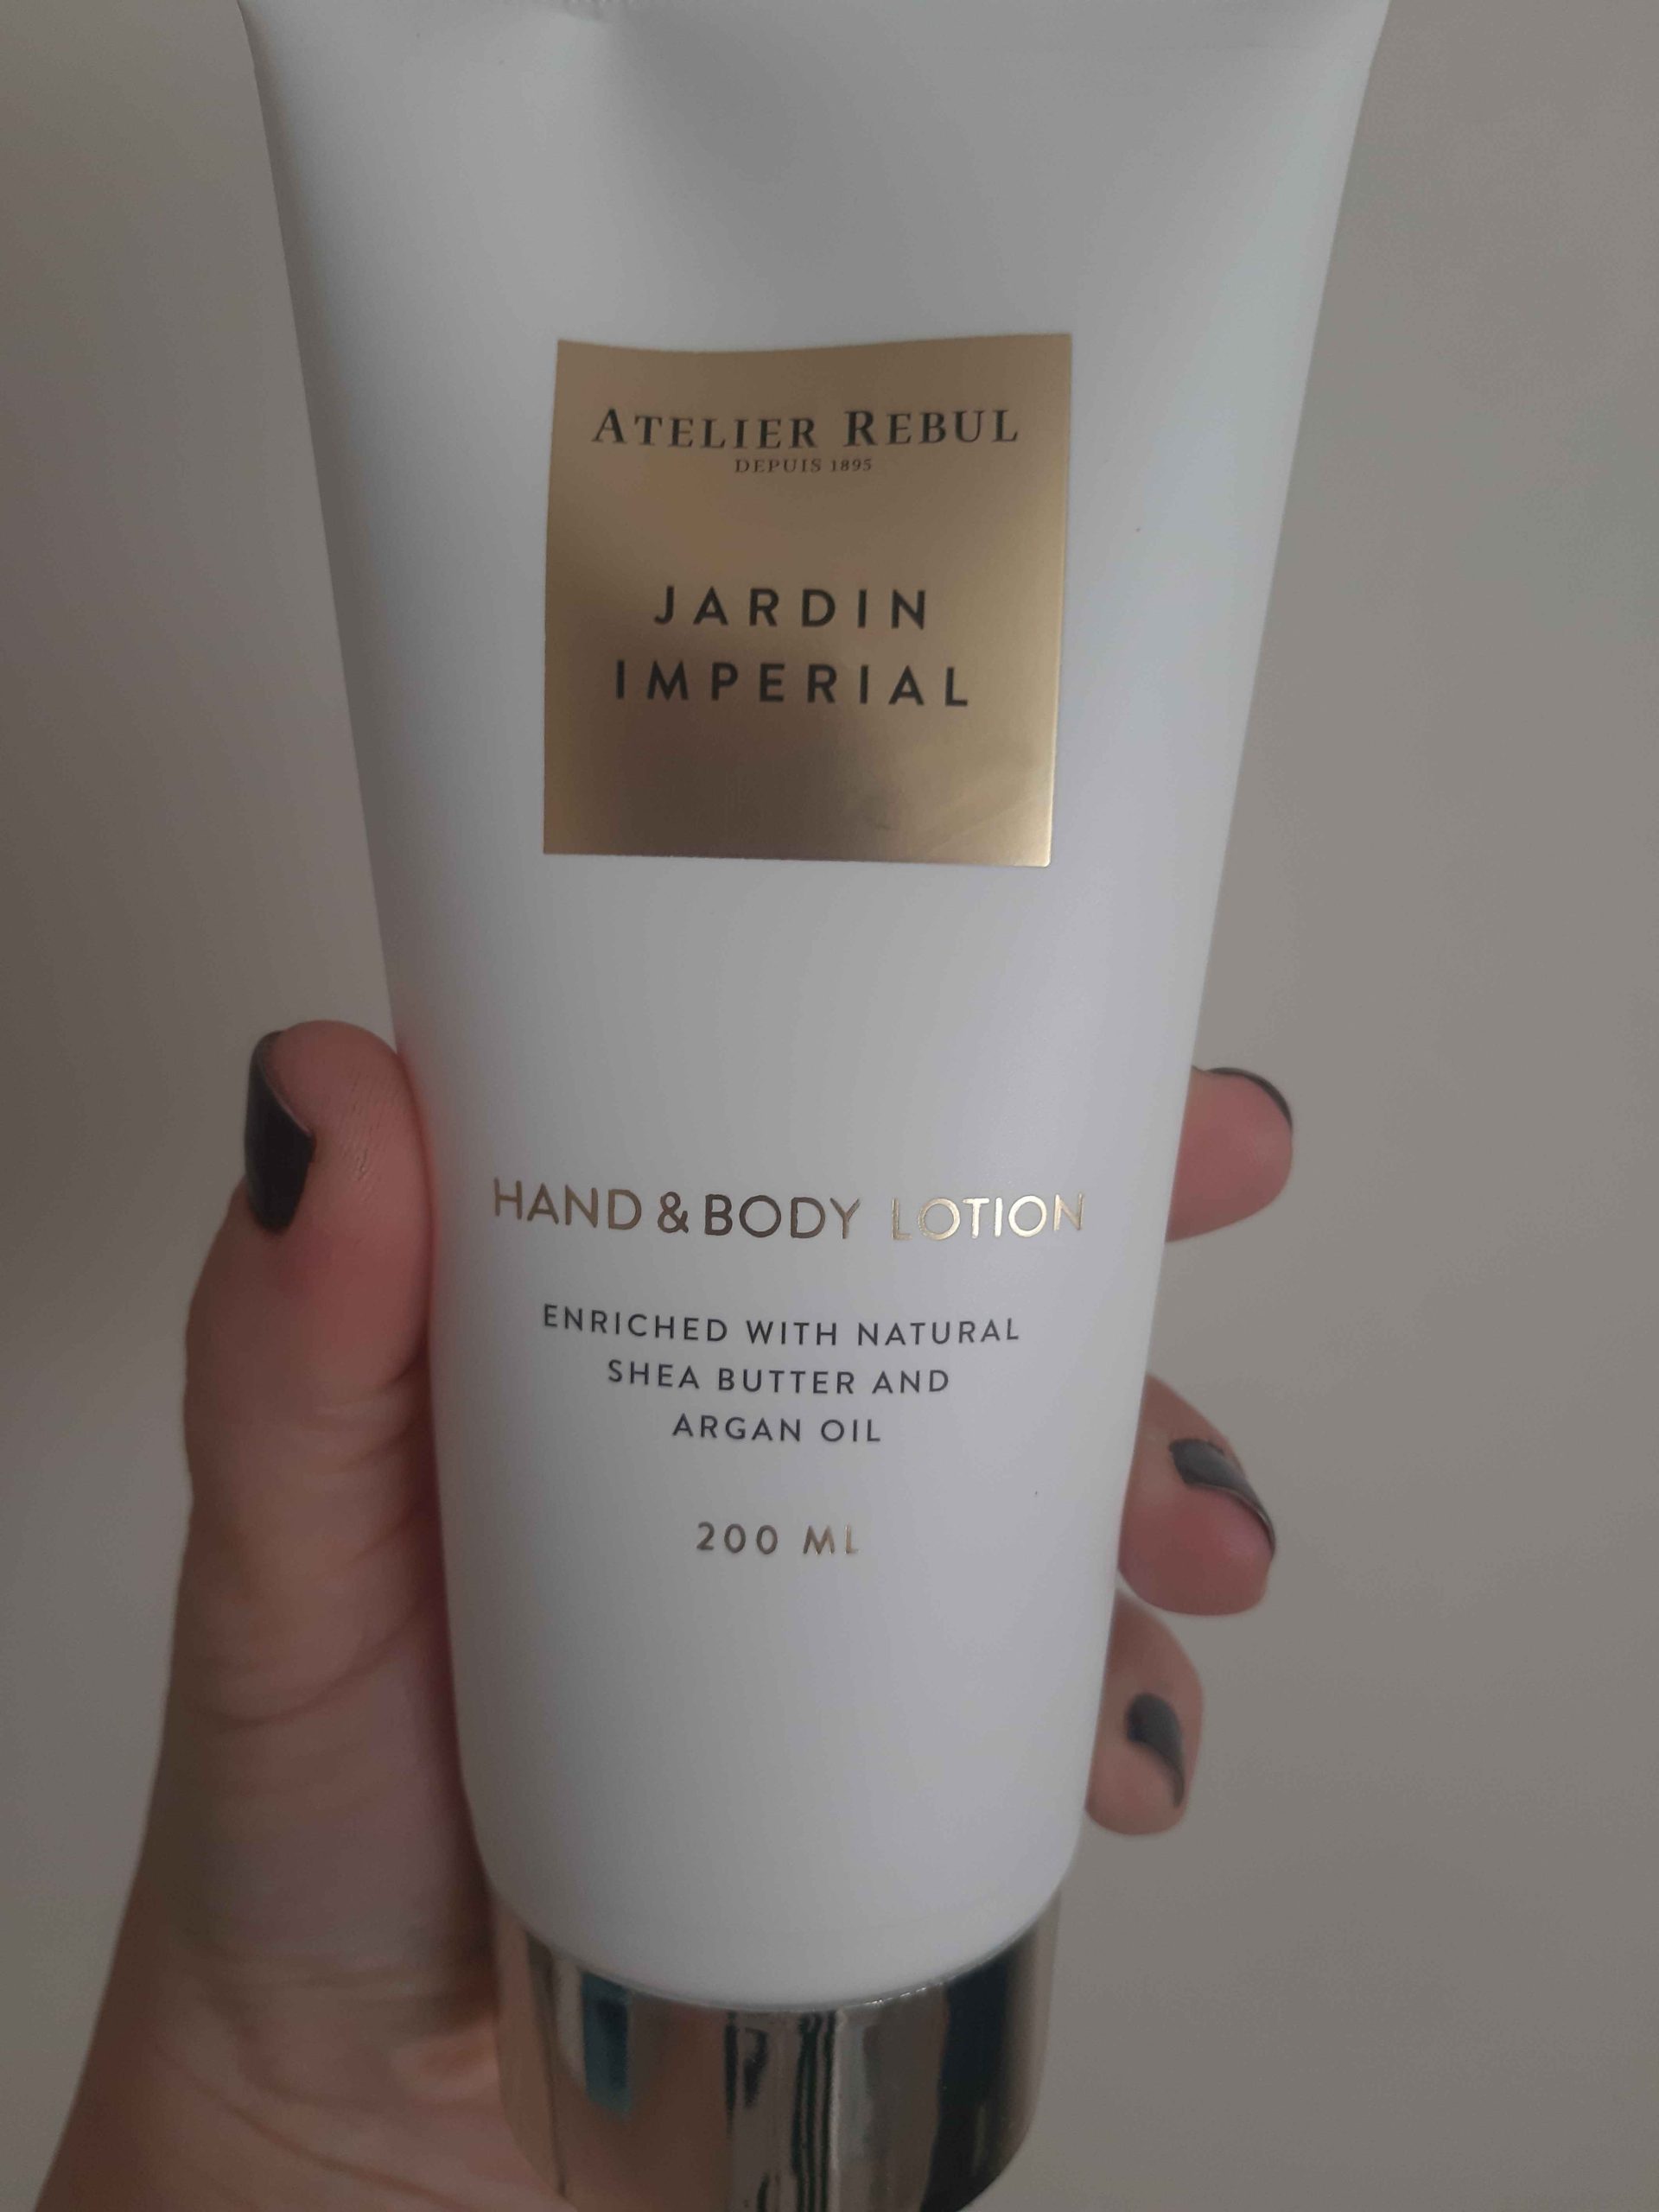 ATELIER REBUL
DEPUIS 1895
JARDIN
IMPERIAL
HAND & BODY LOTION
ENRICHED WITH NATURAL
SHEA BUTTER AND
ARGAN OIL
200 ML